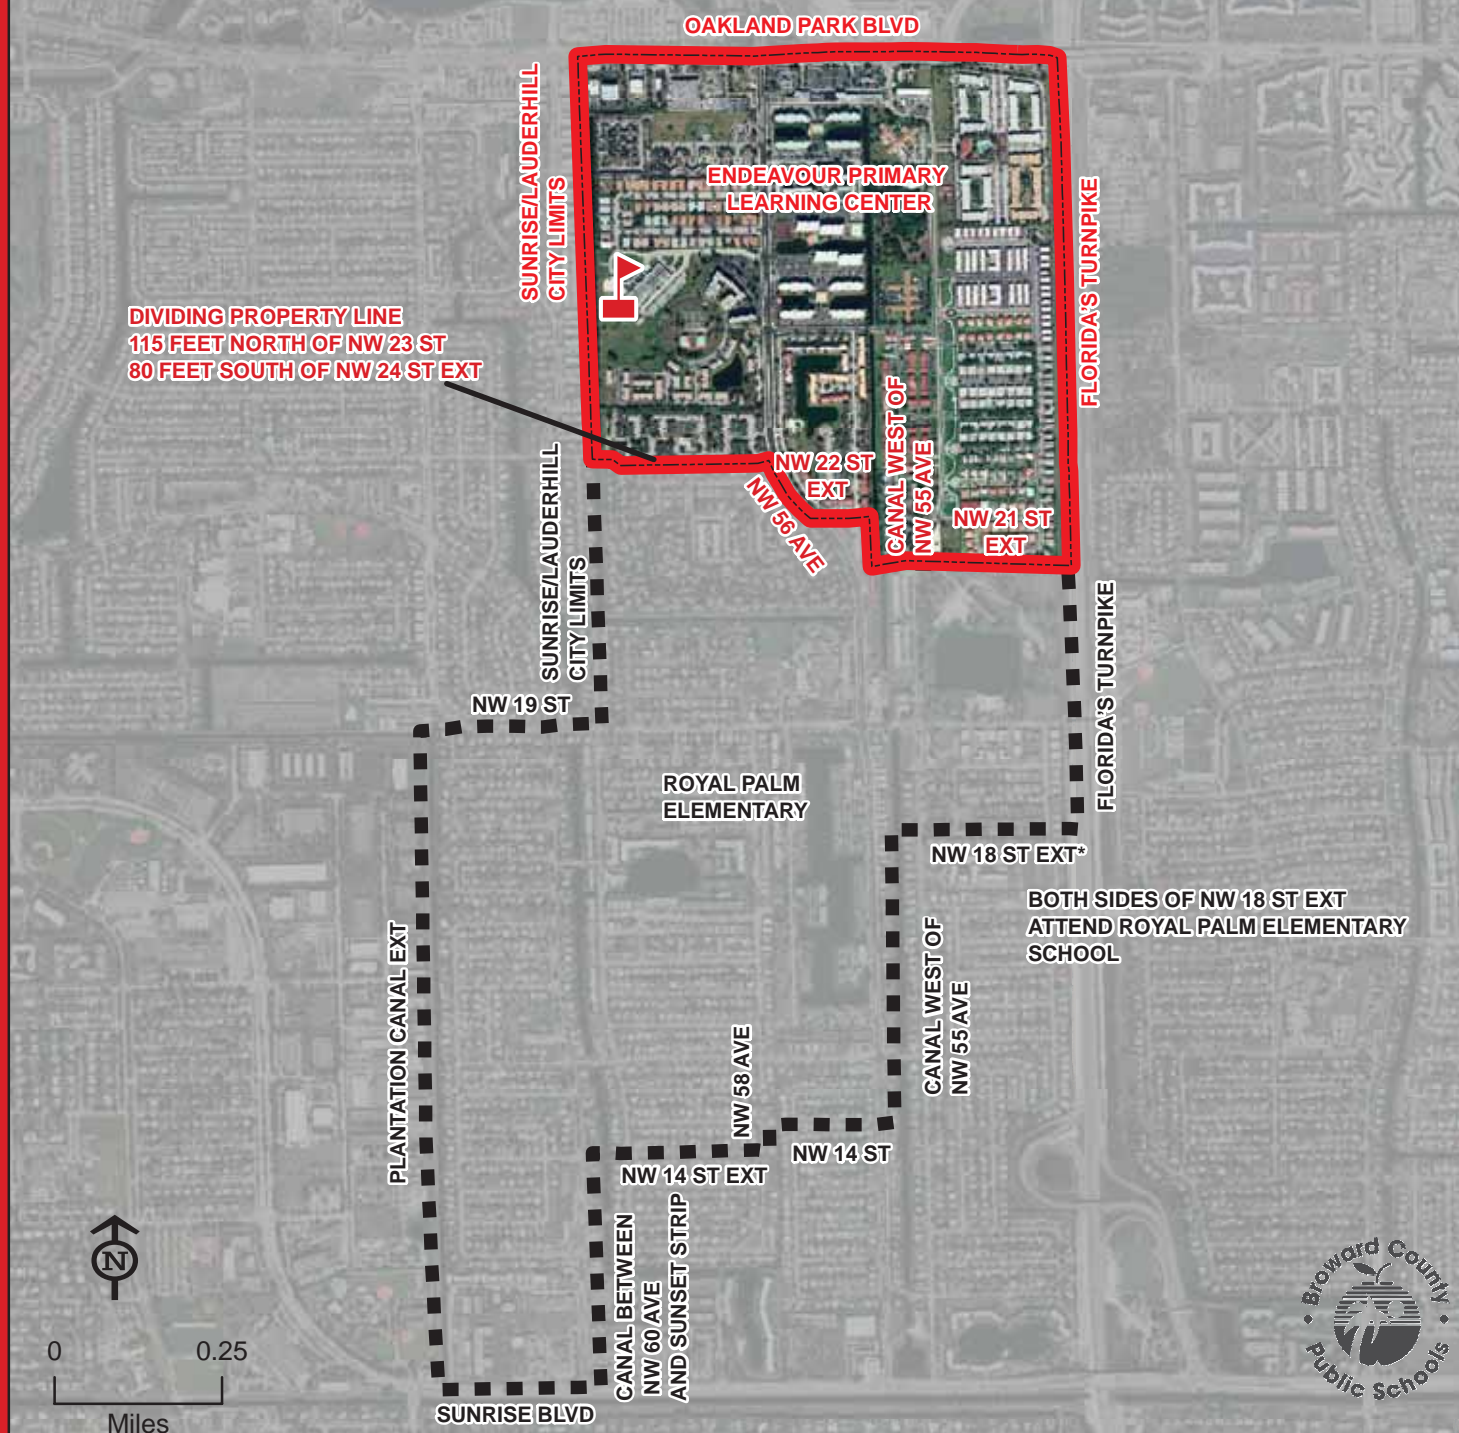 OAKLAND PARK BLVD
SUNRISE/LAUDERHILL
CITY LIMITS
ENDEAVOUR PRIMARY
LEARNING CENTER
FLORIDA'S TURNPIKE
DIVIDING PROPERTY LINE
115 FEET NORTH OF NW 23 ST
80 FEET SOUTH OF NW 24 ST EXT
NW 22 ST
EXT
NW 56 AVE
CANAL WEST OF
NW 55 AVE
NW 21 ST
EXT
SUNRISE/LAUDERHILL
CITY LIMITS
FLORIDA'S TURNPIKE
NW 19 ST
ROYAL PALM
ELEMENTARY
NW 18 ST EXT*
BOTH SIDES OF NW 18 ST EXT
ATTEND ROYAL PALM ELEMENTARY
SCHOOL
PLANTATION CANAL EXT
CANAL WEST OF
NW 55 AVE
NW 58 AVE
NW 14 ST
NW 14 ST EXT
CANAL BETWEEN
NW 60 AVE
AND SUNSET STRIP
SUNRISE BLVD
N
0 0.25
Miles
Broward County
Public Schools